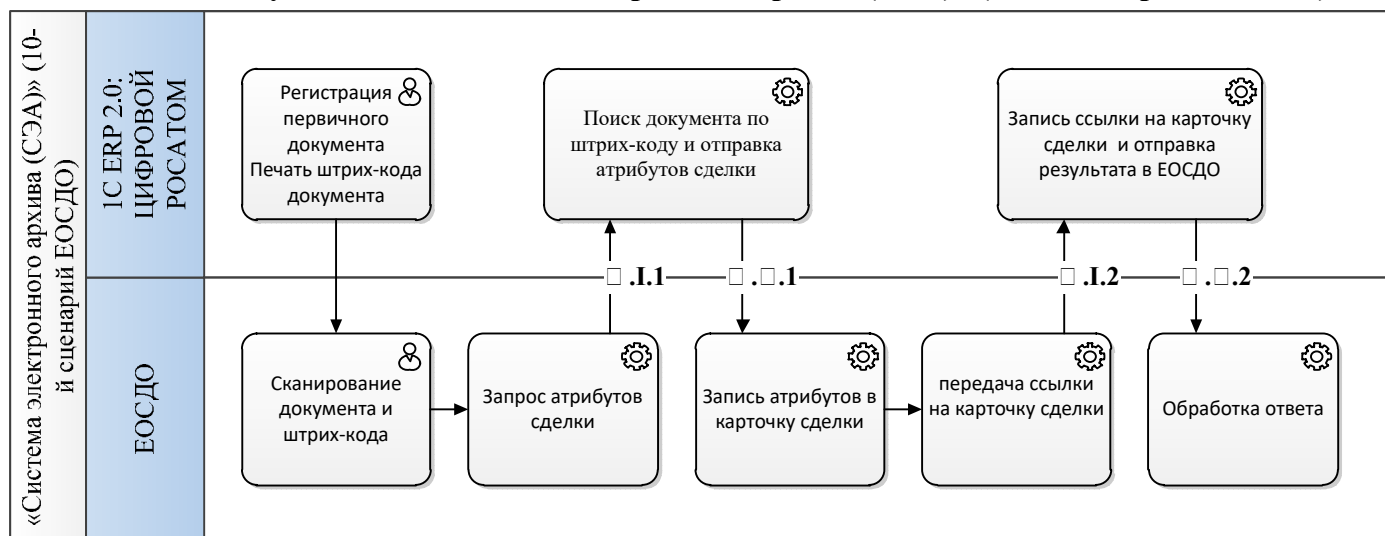 «Система электронного архива (СЭА)» (10-
й сценарий ЕОСДО)
1С ERP 2.0:
ЦИФРОВОЙ
РОСАТОМ
Регистрация
первичного
документа
Печать штрих-кода
документа
Поиск документа по
штрих-коду и отправка
атрибутов сделки
Запись ссылки на карточку
сделки и отправка
результата в ЕОСДО
□ .I.1
□ .□.1
□ .I.2
□ .□.2
ЕОСДО
Сканирование
документа и
штрих-кода
Запрос атрибутов
сделки
Запись атрибутов в
карточку сделки
передача ссылки
на карточку сделки
Обработка ответа